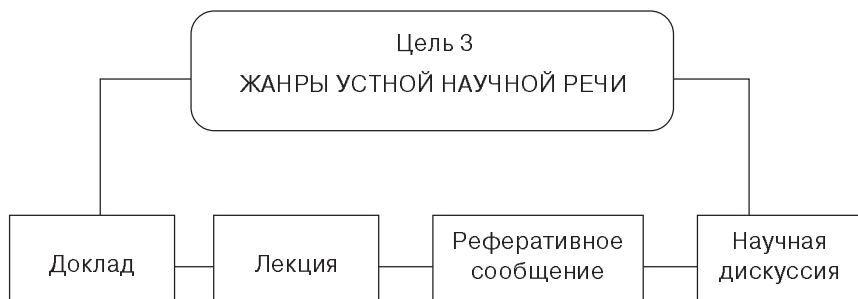 Цель 3
ЖАНРЫ УСТНОЙ НАУЧНОЙ РЕЧИ
Доклад
Лекция
Реферативное
сообщение
Научная
дискуссия